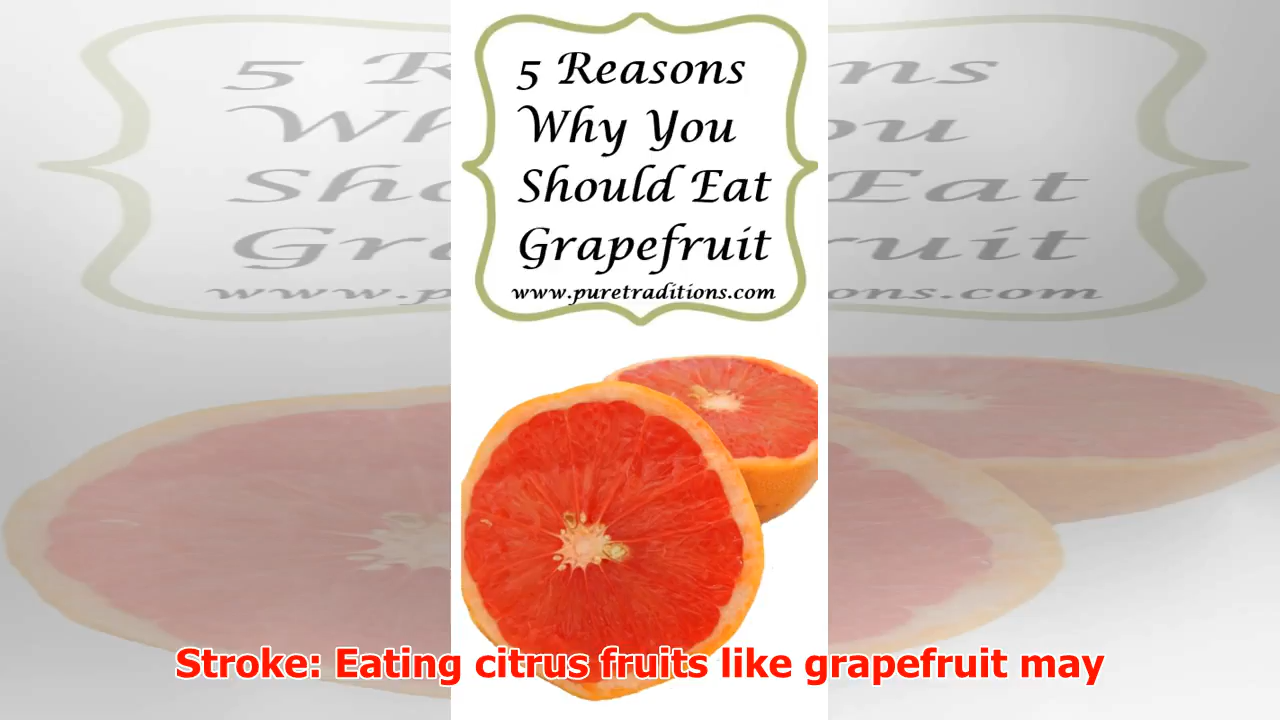 5 Reasons
Why You
Should Eat
Grapefruit
www.puretraditions.com
Stroke: Eating citrus fruits like grapefruit may